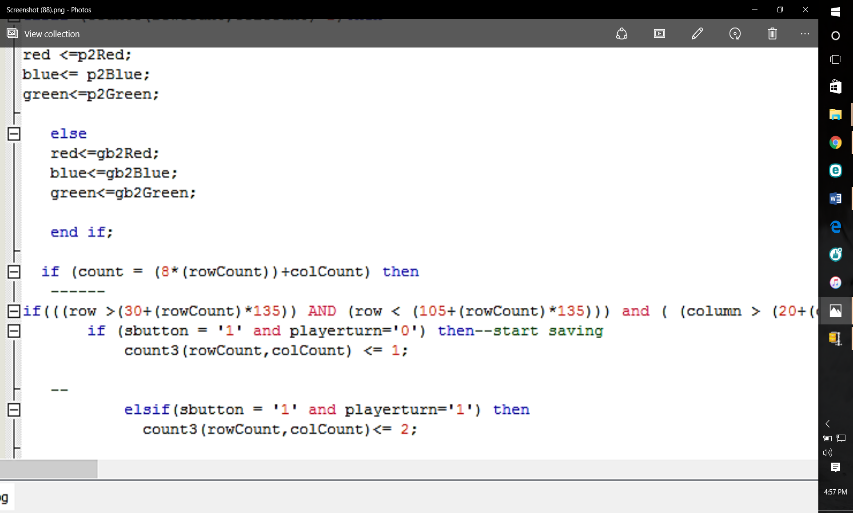 Screenshot (88).png - Photos
View collection
red <=p2Red;
blue<= p2Blue;
green<=p2Green;
else
red<=gb2Red;
blue<=gb2Blue;
green<=gb2Green;
end if;
if (count = (8*(rowCount))+colCount) then
------
if(((row >(30+(rowCount)*135)) AND (row < (105+(rowCount)*135))) and ( (column > (20+(
if (sbutton = '1' and playerturn='0') then--start saving
count3(rowCount,colCount) <= 1;
--
elsif(sbutton = '1' and playerturn='1') then
count3(rowCount,colCount)<= 2;
g
4:57 PM